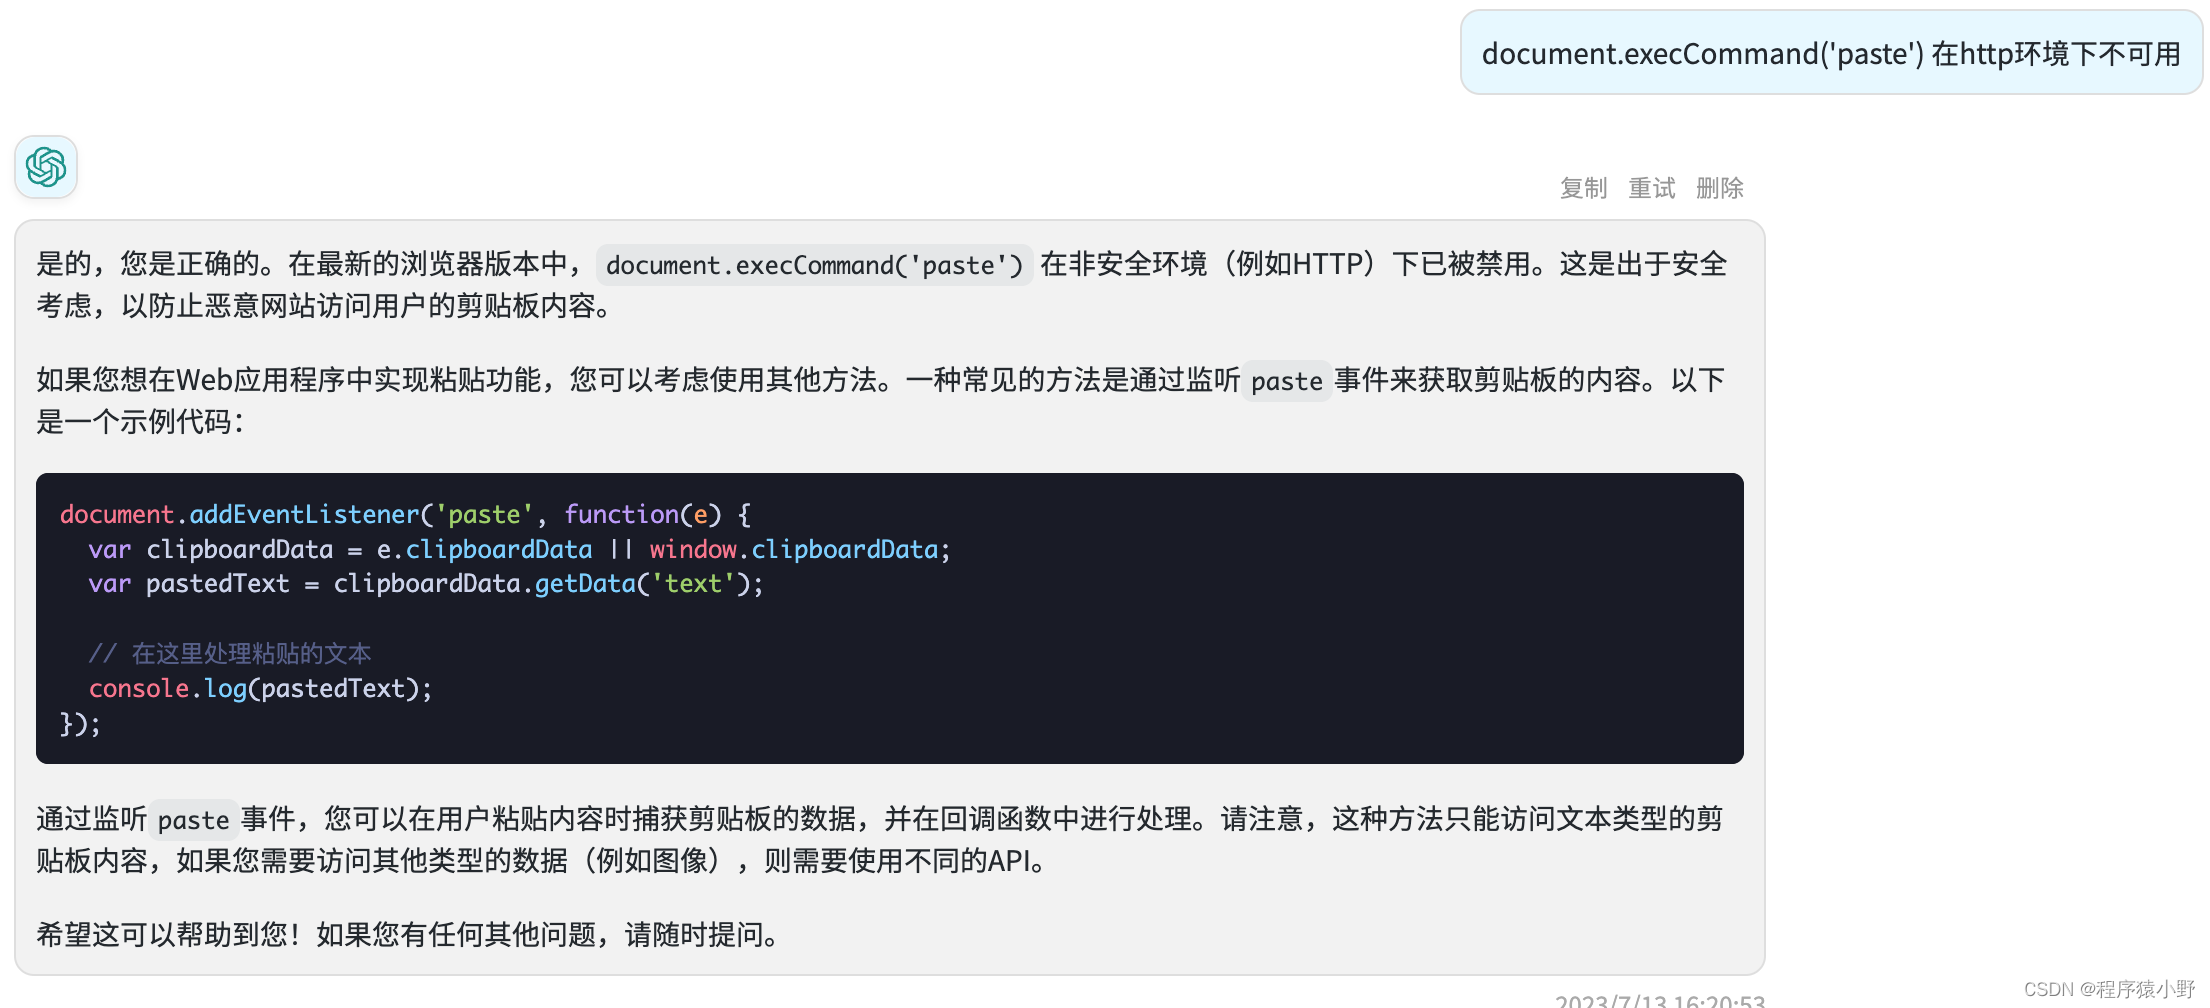 document.execCommand('paste') 在http环境下不可用
复制 重试 删除
是的，您是正确的。在最新的浏览器版本中， document.execCommand('paste') 在非安全环境（例如HTTP）下已被禁用。这是出于安全
考虑，以防止恶意网站访问用户的剪贴板内容。
如果您想在Web应用程序中实现粘贴功能，您可以考虑使用其他方法。一种常见的方法是通过监听 paste 事件来获取剪贴板的内容。以下
是一个示例代码：
document.addEventListener('paste', function(e) {
  var clipboardData = e.clipboardData || window.clipboardData;
  var pastedText = clipboardData.getData('text');
  // 在这里处理粘贴的文本
  console.log(pastedText);
});
通过监听 paste 事件，您可以在用户粘贴内容时捕获剪贴板的数据，并在回调函数中进行处理。请注意，这种方法只能访问文本类型的剪
贴板内容，如果您需要访问其他类型的数据（例如图像），则需要使用不同的API。
希望这可以帮助到您！如果您有任何其他问题，请随时提问。
2023/7/13 16:20:53
CSDN @程序猿小野